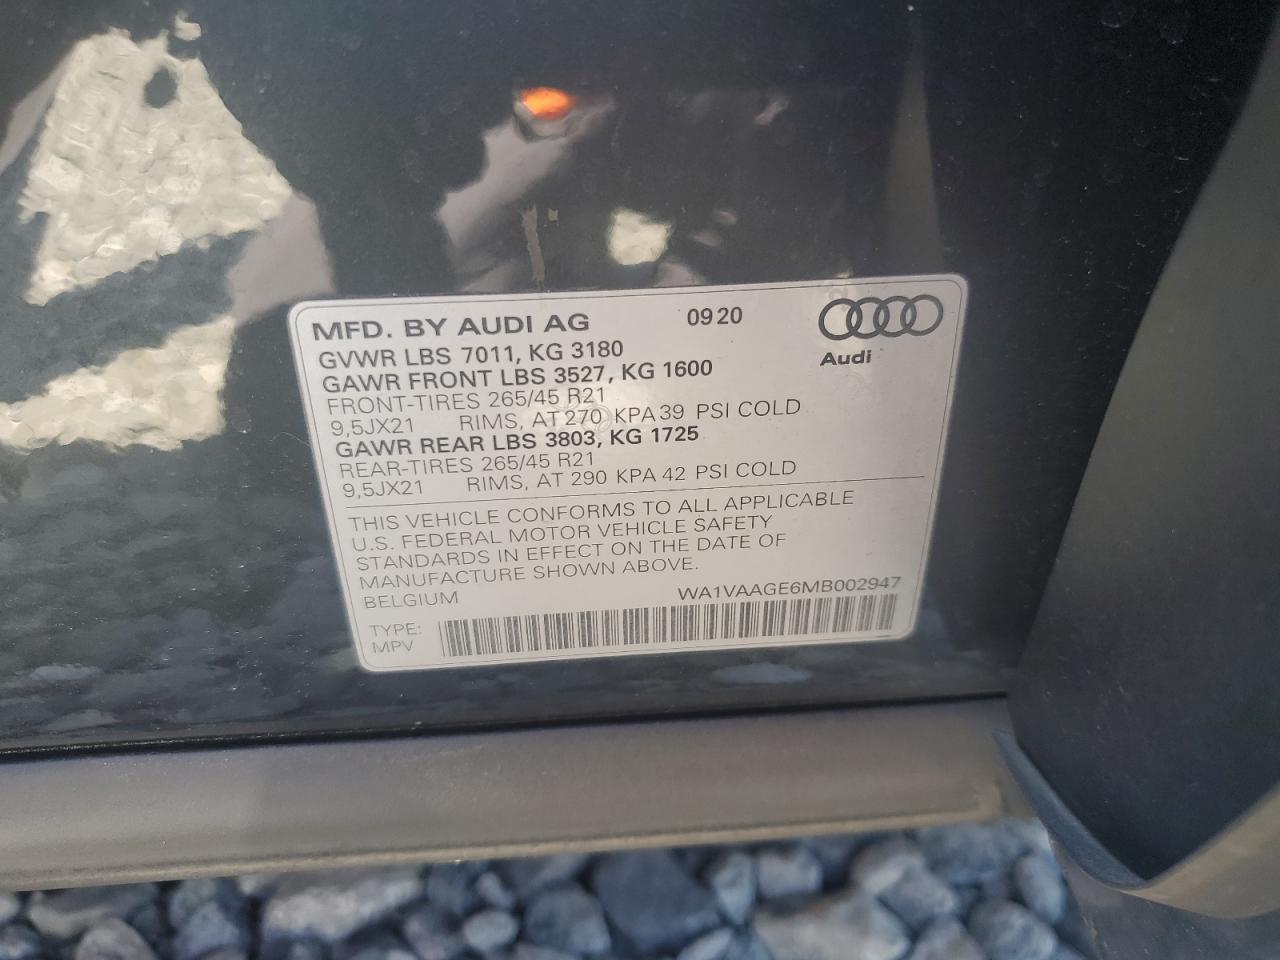 MFD. BY AUDI AG 09 20
Audi
GVWR LBS 7011, KG 3180
GAWR FRONT LBS 3527, KG 1600
FRONT-TIRES 265/45 R21
9,5JX21 RIMS, AT 270 KPA 39 PSI COLD
GAWR REAR LBS 3803, KG 1725
REAR-TIRES 265/45 R21
9,5JX21 RIMS, AT 290 KPA 42 PSI COLD
THIS VEHICLE CONFORMS TO ALL APPLICABLE
U.S. FEDERAL MOTOR VEHICLE SAFETY
STANDARDS IN EFFECT ON THE DATE OF
MANUFACTURE SHOWN ABOVE.
BELGIUM WA1VAAGE6MB002947
TYPE:
MPV